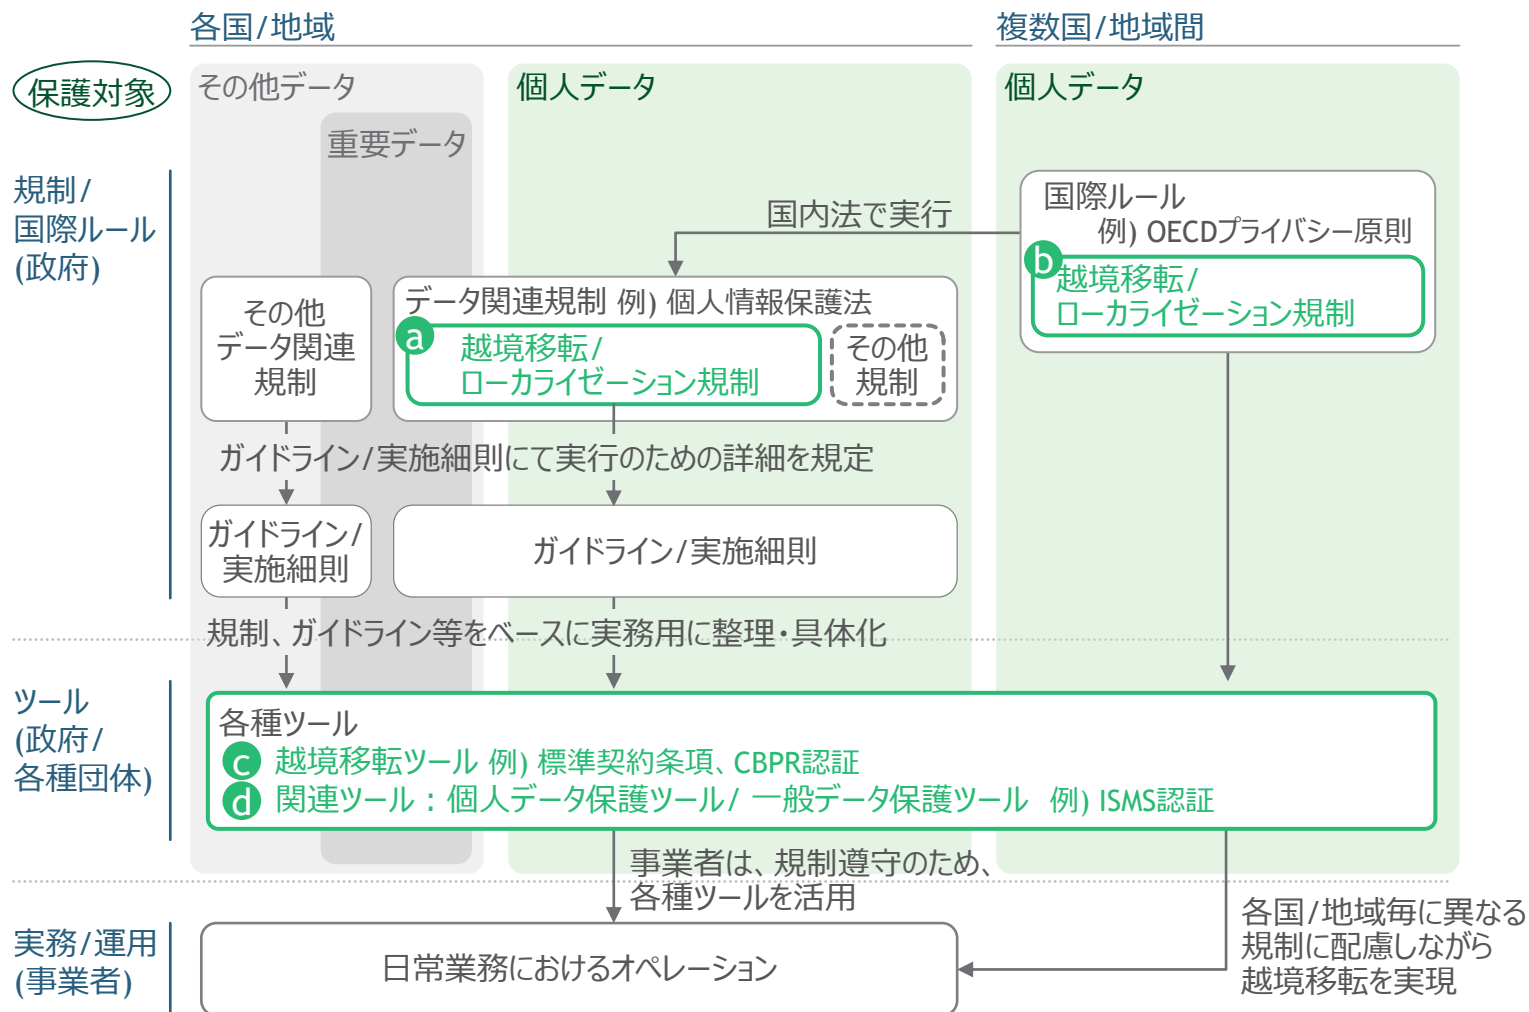 各国/地域
複数国/地域間
保護対象
その他データ
個人データ
個人データ
重要データ
規制/
国際ルール
(政府)
国内法で実行
国際ルール
例) OECDプライバシー原則
b
越境移転/
ローカライゼーション規制
その他
データ関連
規制
データ関連規制 例) 個人情報保護法
a
越境移転/
ローカライゼーション規制
その他
規制
ガイドライン/実施細則にて実行のための詳細を規定
ガイドライン/
実施細則
ガイドライン/実施細則
規制、ガイドライン等をベースに実務用に整理・具体化
ツール
(政府/
各種団体)
各種ツール
c 越境移転ツール 例) 標準契約条項、CBPR認証
d 関連ツール：個人データ保護ツール/ 一般データ保護ツール 例) ISMS認証
事業者は、規制遵守のため、
各種ツールを活用
実務/運用
(事業者)
日常業務におけるオペレーション
各国/地域毎に異なる
規制に配慮しながら
越境移転を実現